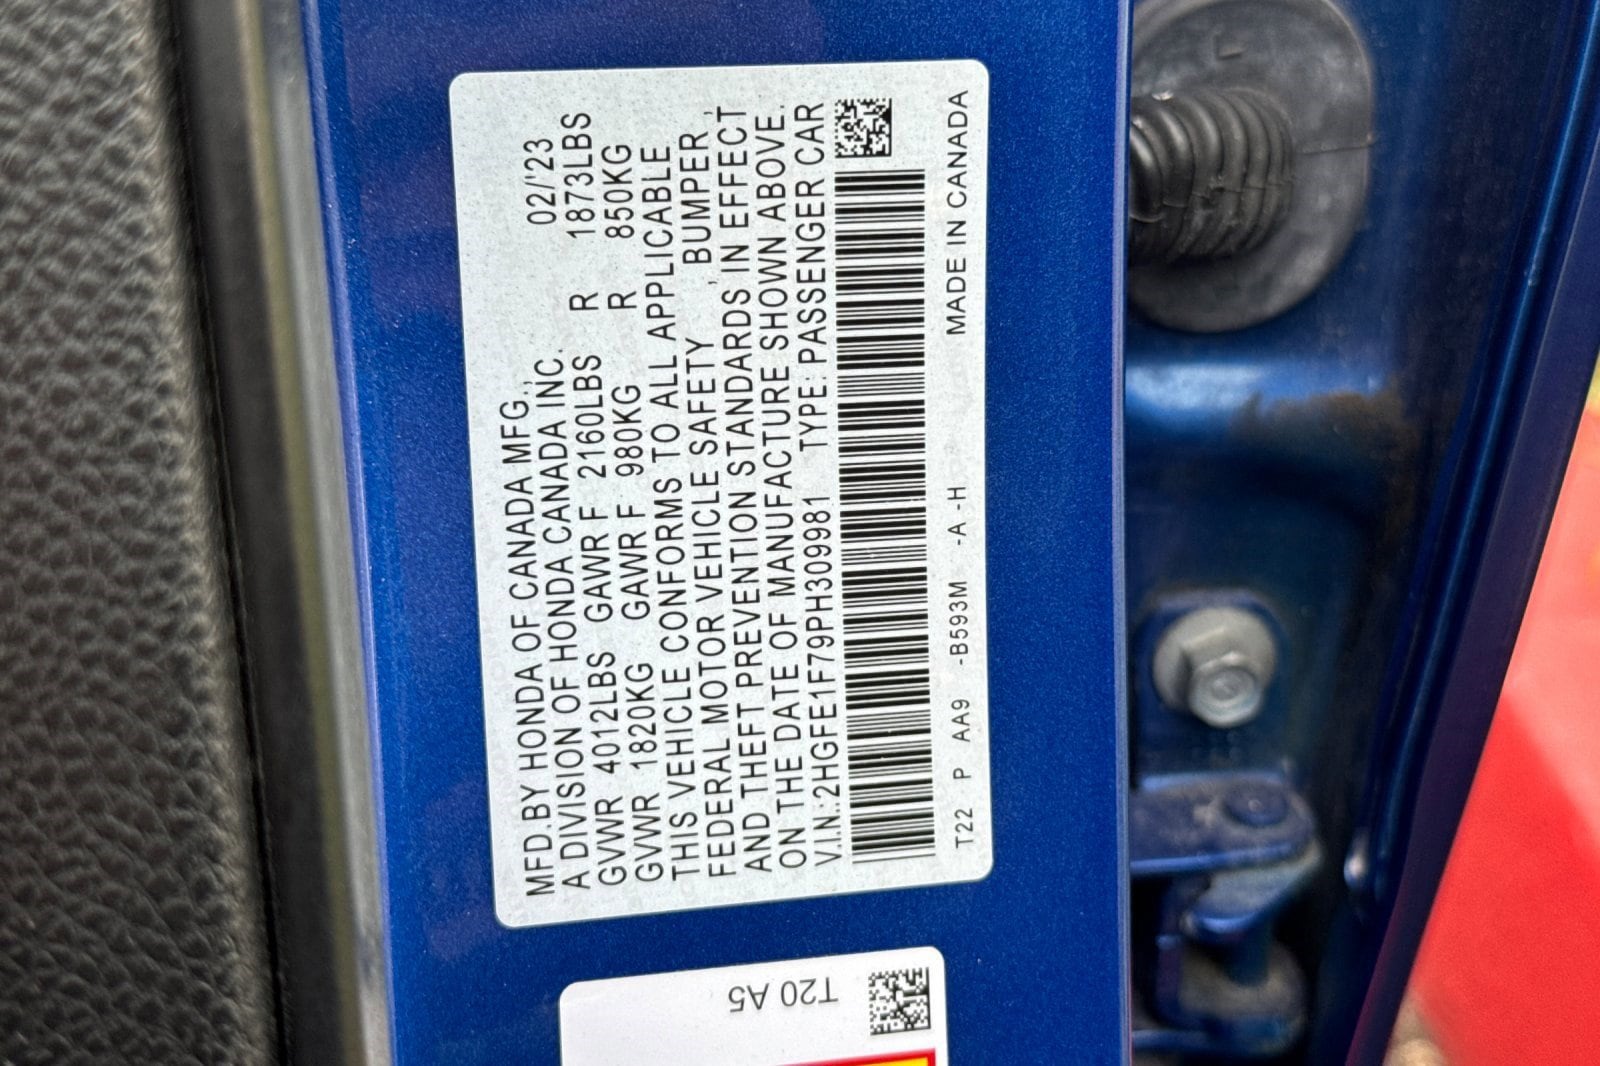 MFD.BY HONDA OF CANADA MFG.,
A DIVISION OF HONDA CANADA INC. 02/'23
GVWR 4012LBS GAWR F 2160LBS R 1873LBS
GVWR 1820KG GAWR F 980KG R 850KG
THIS VEHICLE CONFORMS TO ALL APPLICABLE
FEDERAL MOTOR VEHICLE SAFETY , BUMPER ,
AND THEFT PREVENTION STANDARDS IN EFFECT
ON THE DATE OF MANUFACTURE SHOWN ABOVE.
V.I.N.:2HGFE1F79PH309981 TYPE: PASSENGER CAR
T22 P AA9 -B593M -A -H MADE IN CANADA
T20 A5
L